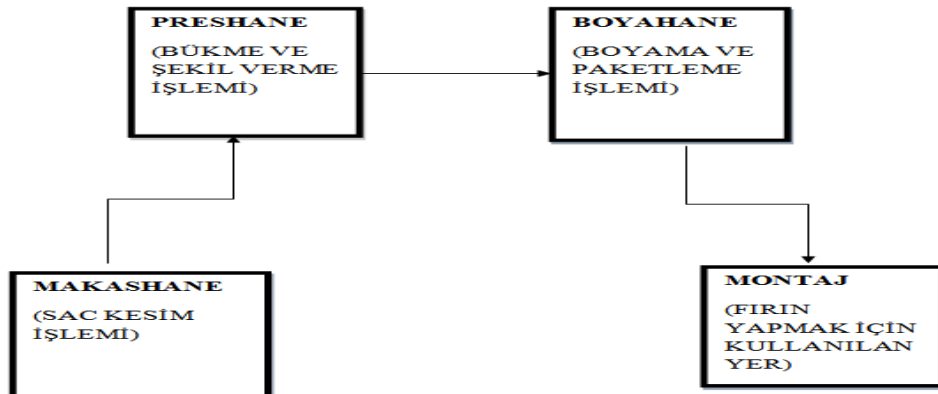 PRESHANE
(BÜKME VE
ŞEKİL VERME
İŞLEMİ)
BOYAHANE
(BOYAMA VE
PAKETLEME
İŞLEMİ)
MAKASHANE
(SAC KESİM
İŞLEMİ)
MONTAJ
(FIRIN
YAPMAK İÇİN
KULLANILAN
YER)